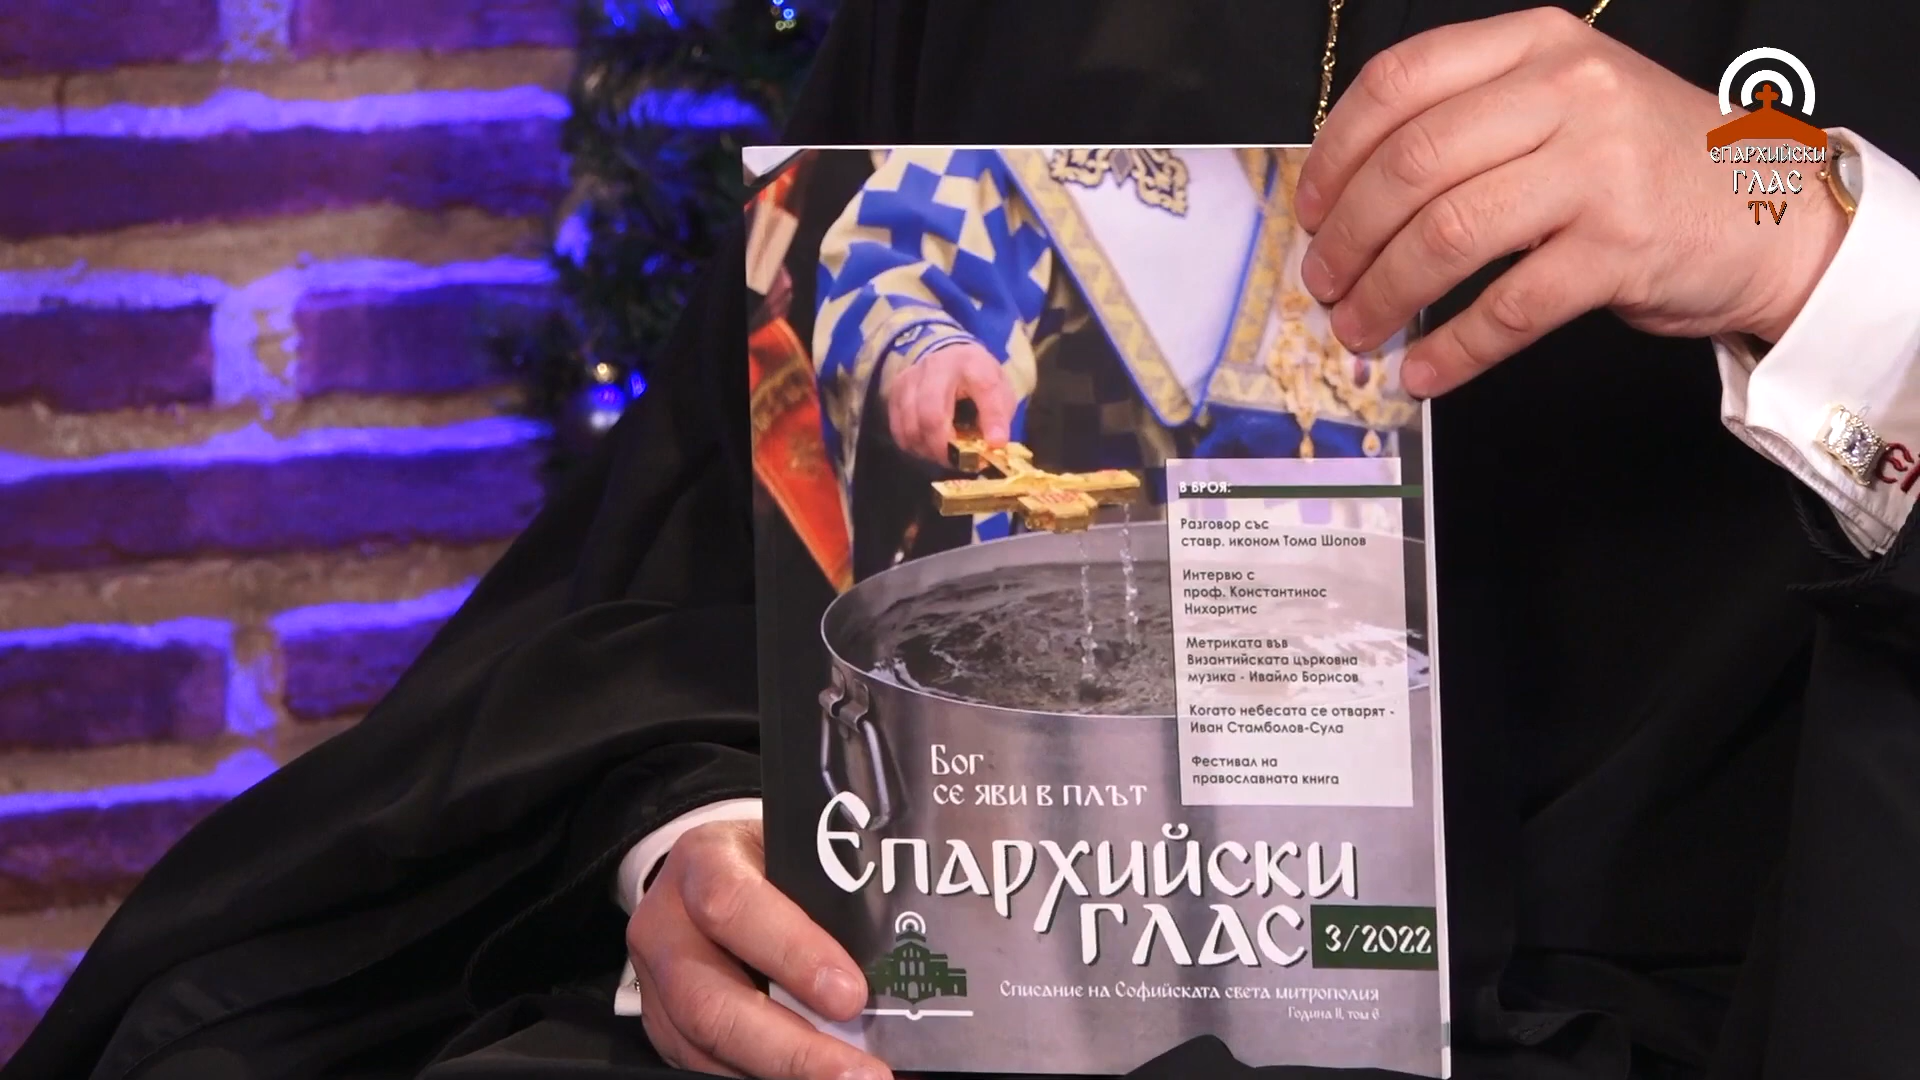 ЄПАРХИЙСКИ
ГЛАС
TV
В БРОЯ:
Разговор със
ставр. иконом Тома Шопов
Интервю с
проф. Константинос
Нихоритис
Метриката във
Византийската църковна
музика - Ивайло Борисов
Когато небесата се отварят -
Иван Стамболов-Сула
Фестивал на
православната книга
Бог
се яви в плът
Єпархийски
глас
3/2022
Списание на Софийската света митрополия
Година II, том 6